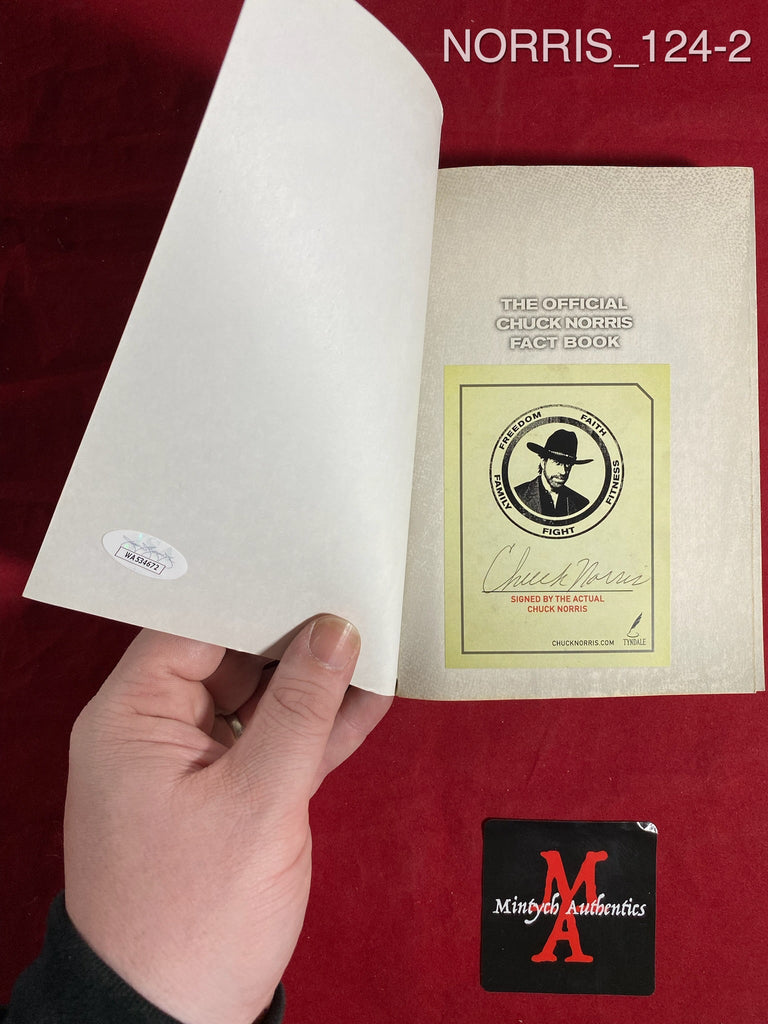 NORRIS_124-2
THE OFFICIAL
CHUCK NORRIS
FACT BOOK
FREEDOM
FAITH
FAMILY
FITNESS
FIGHT
Chuck Norris
SIGNED BY THE ACTUAL
CHUCK NORRIS
CHUCKNORRIS.COM
TYNDALE
WA534672
MA
Mintych Authentics